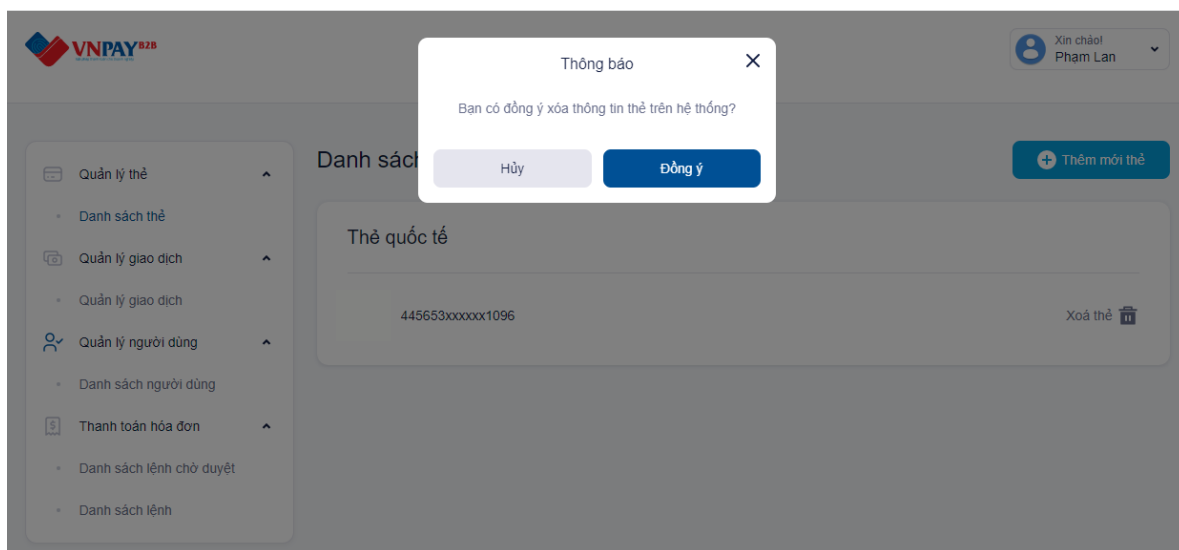 VNPAY B2B
Xin chào!
Phạm Lan
Thông báo
Bạn có đồng ý xóa thông tin thẻ trên hệ thống?
Hủy
Đồng ý
Quản lý thẻ
Danh sách thẻ
Quản lý giao dịch
Quản lý giao dịch
Quản lý người dùng
Danh sách người dùng
Thanh toán hóa đơn
Danh sách lệnh chờ duyệt
Danh sách lệnh
Danh sách
Thêm mới thẻ
Thẻ quốc tế
445653xxxxxx1096
Xoá thẻ